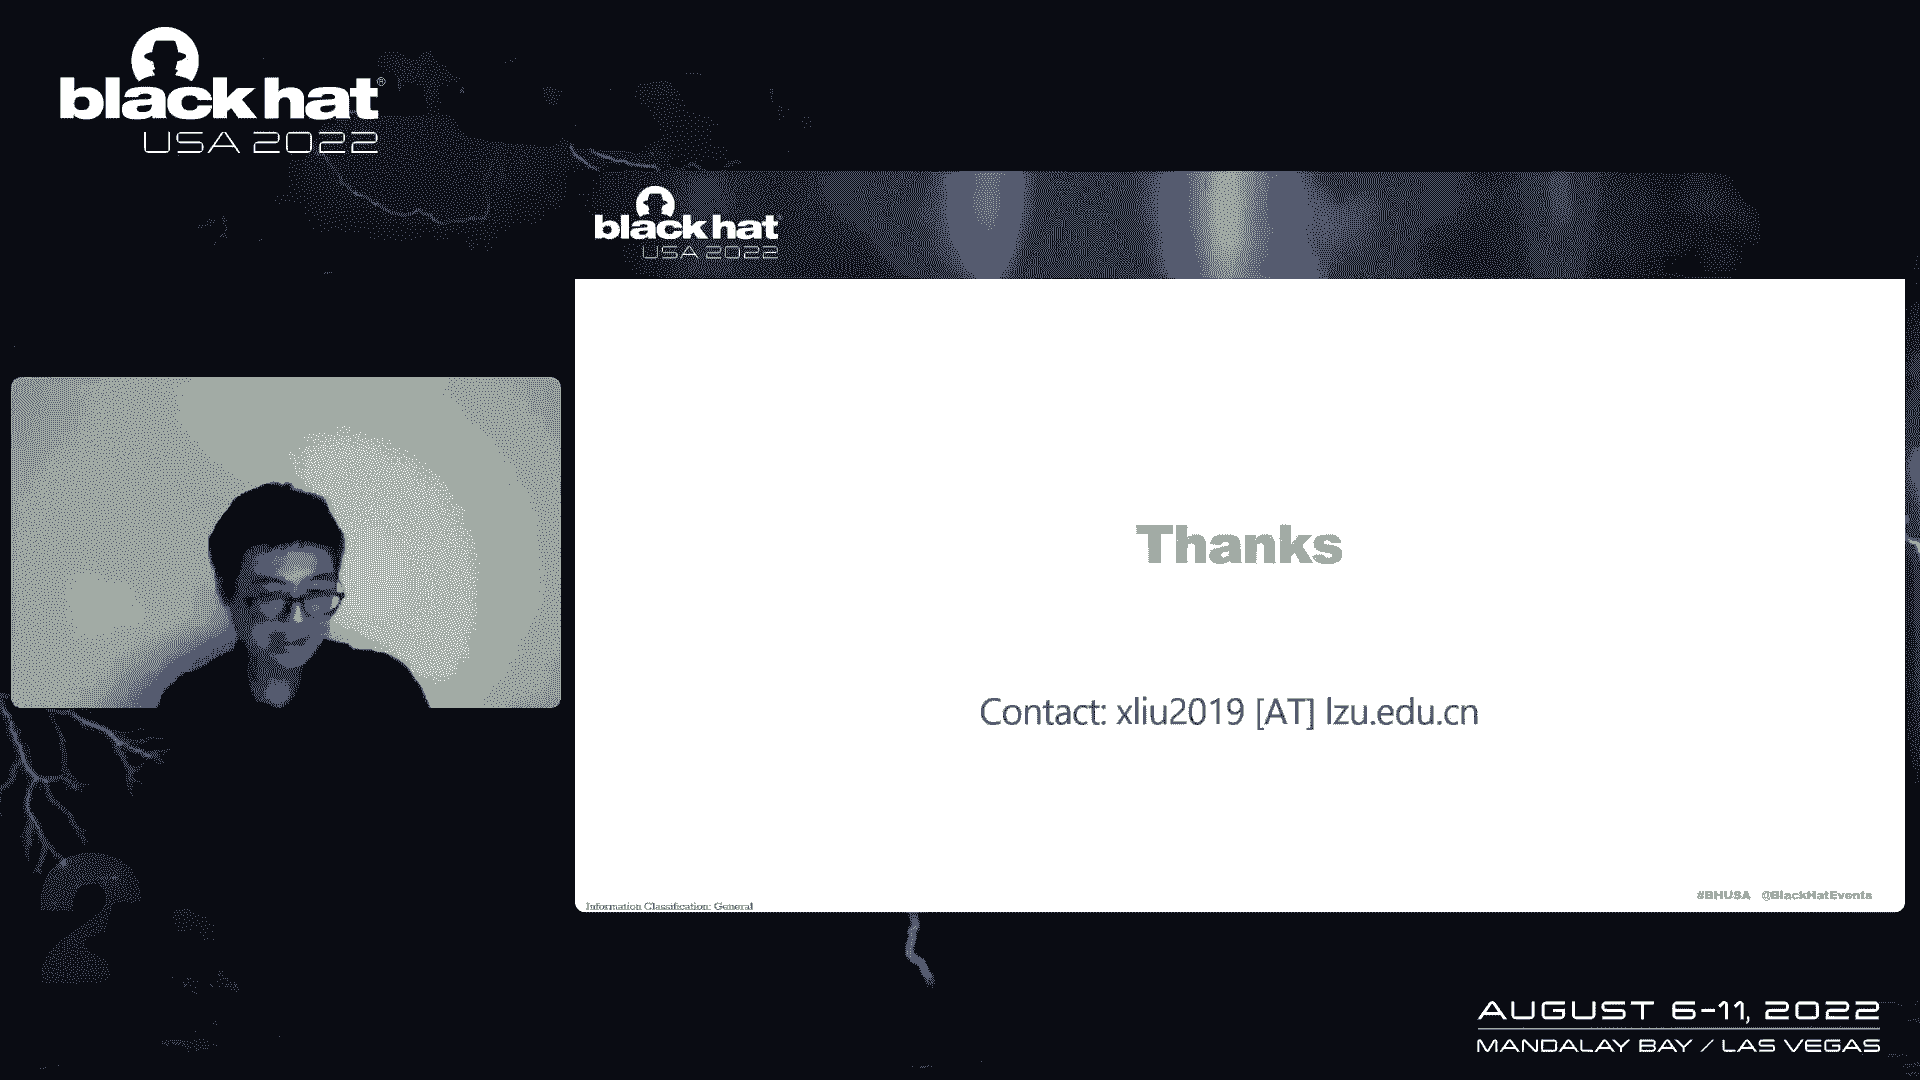 black hat®
USA 2022
black hat
USA 2022
Thanks
Contact: xliu2019 [AT] lzu.edu.cn
#BHUSA @BlackHatEvents
Information Classification: General
2
AUGUST 6-11, 2022
MANDALAY BAY / LAS VEGAS